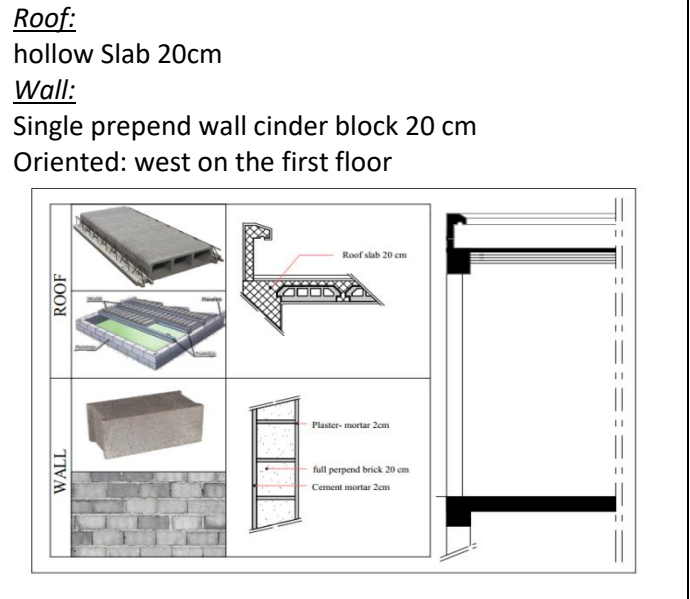 Roof:
hollow Slab 20cm
Wall:
Single prepend wall cinder block 20 cm
Oriented: west on the first floor
ROOF
Roof slab 20 cm
WALL
Plaster- mortar 2cm
full perpend brick 20 cm
Cement mortar 2cm